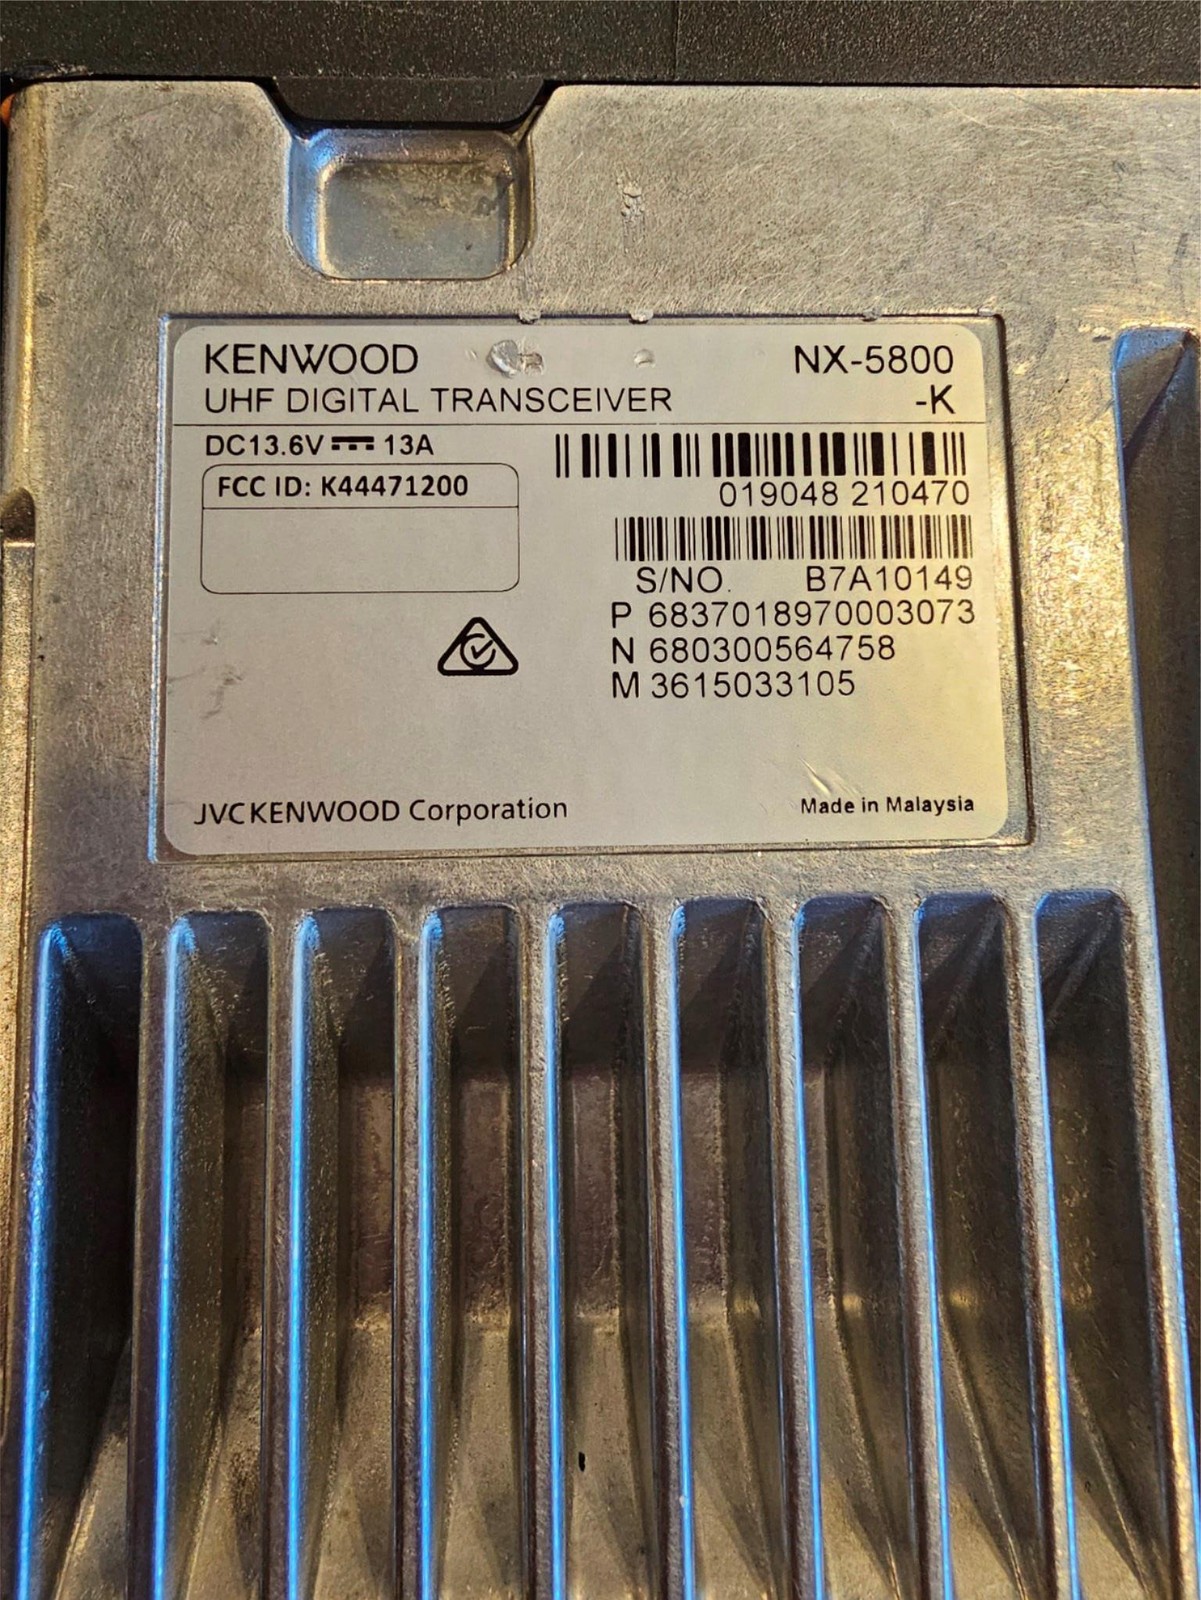 KENWOOD NX-5800
UHF DIGITAL TRANSCEIVER -K
DC13.6V 13A
FCC ID: K44471200
019048 210470
S/NO. B7A10149
P 6837018970003073
N 680300564758
M 3615033105
JVCKENWOOD Corporation Made in Malaysia